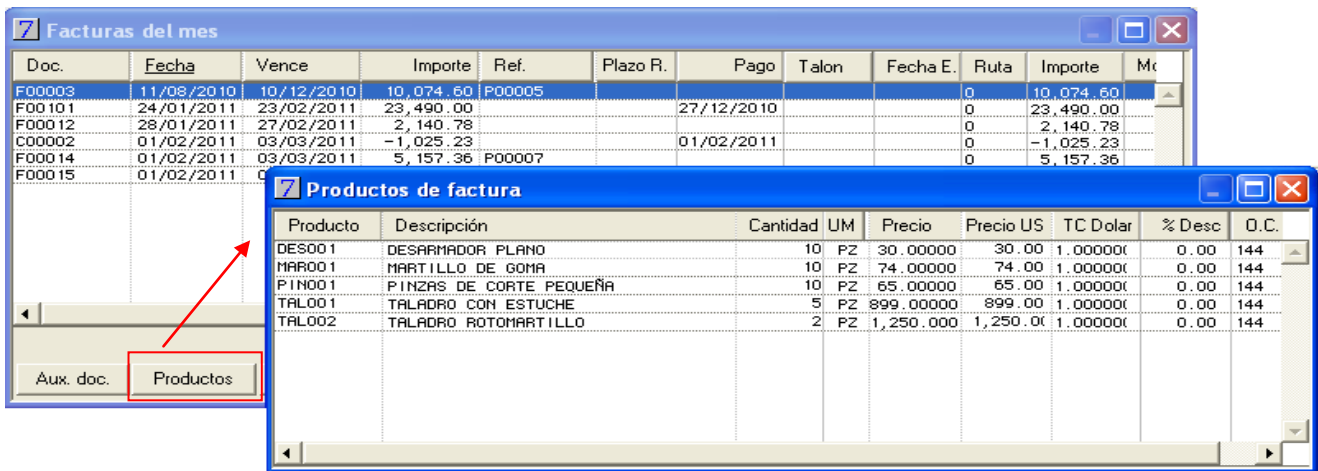 7 Facturas del mes
Doc. Fecha Vence Importe Ref. Plazo R. Pago Talon Fecha E. Ruta Importe Mo
F00003 11/08/2010 10/12/2010 10,074.60 P00005 0 10,074.60
F00101 24/01/2011 23/02/2011 23,490.00 27/12/2010 0 23,490.00
F00012 28/01/2011 27/02/2011 2,140.78 0 2,140.78
C00002 01/02/2011 03/03/2011 -1,025.23 01/02/2011 0 -1,025.23
F00014 01/02/2011 03/03/2011 5,157.36 P00007 0 5,157.36
F00015 01/02/2011
7 Productos de factura
Producto Descripción Cantidad UM Precio Precio US TC Dolar % Desc O.C.
DES001 DESARMADOR PLANO 10 PZ 30.00000 30.00 1.00000( 0.00 144
MAR001 MARTILLO DE GOMA 10 PZ 74.00000 74.00 1.00000( 0.00 144
PIN001 PINZAS DE CORTE PEQUEÑA 10 PZ 65.00000 65.00 1.00000( 0.00 144
TAL001 TALADRO CON ESTUCHE 5 PZ 899.00000 899.00 1.00000( 0.00 144
TAL002 TALADRO ROTOMARTILLO 2 PZ 1,250.000 1,250.0( 1.00000( 0.00 144
Aux. doc. Productos